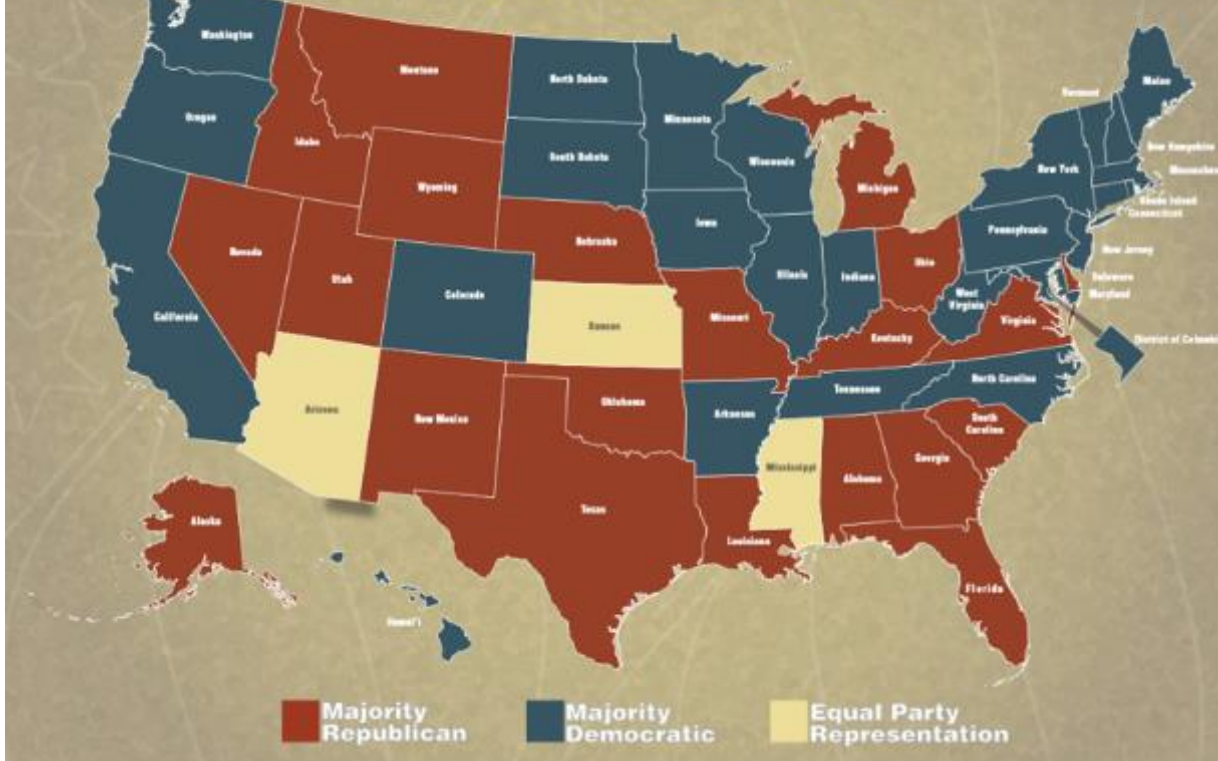 Washington
Montana
North Dakota
Minnesota
Maine
Vermont
Oregon
Idaho
South Dakota
Wisconsin
New Hampshire
New York
Michigan
Wyoming
Rhode Island
Connecticut
Iowa
Pennsylvania
Nebraska
New Jersey
Nevada
Utah
Colorado
Illinois
Indiana
Ohio
Delaware
Maryland
West
Virginia
California
Kansas
Missouri
Virginia
Kentucky
District of Columbi
Arizona
New Mexico
Oklahoma
Arkansas
Tennessee
North Carolina
South
Carolina
Mississippi
Alabama
Georgia
Texas
Louisiana
Alaska
Florida
Hawai'i
Majority
Republican
Majority
Democratic
Equal Party
Representation